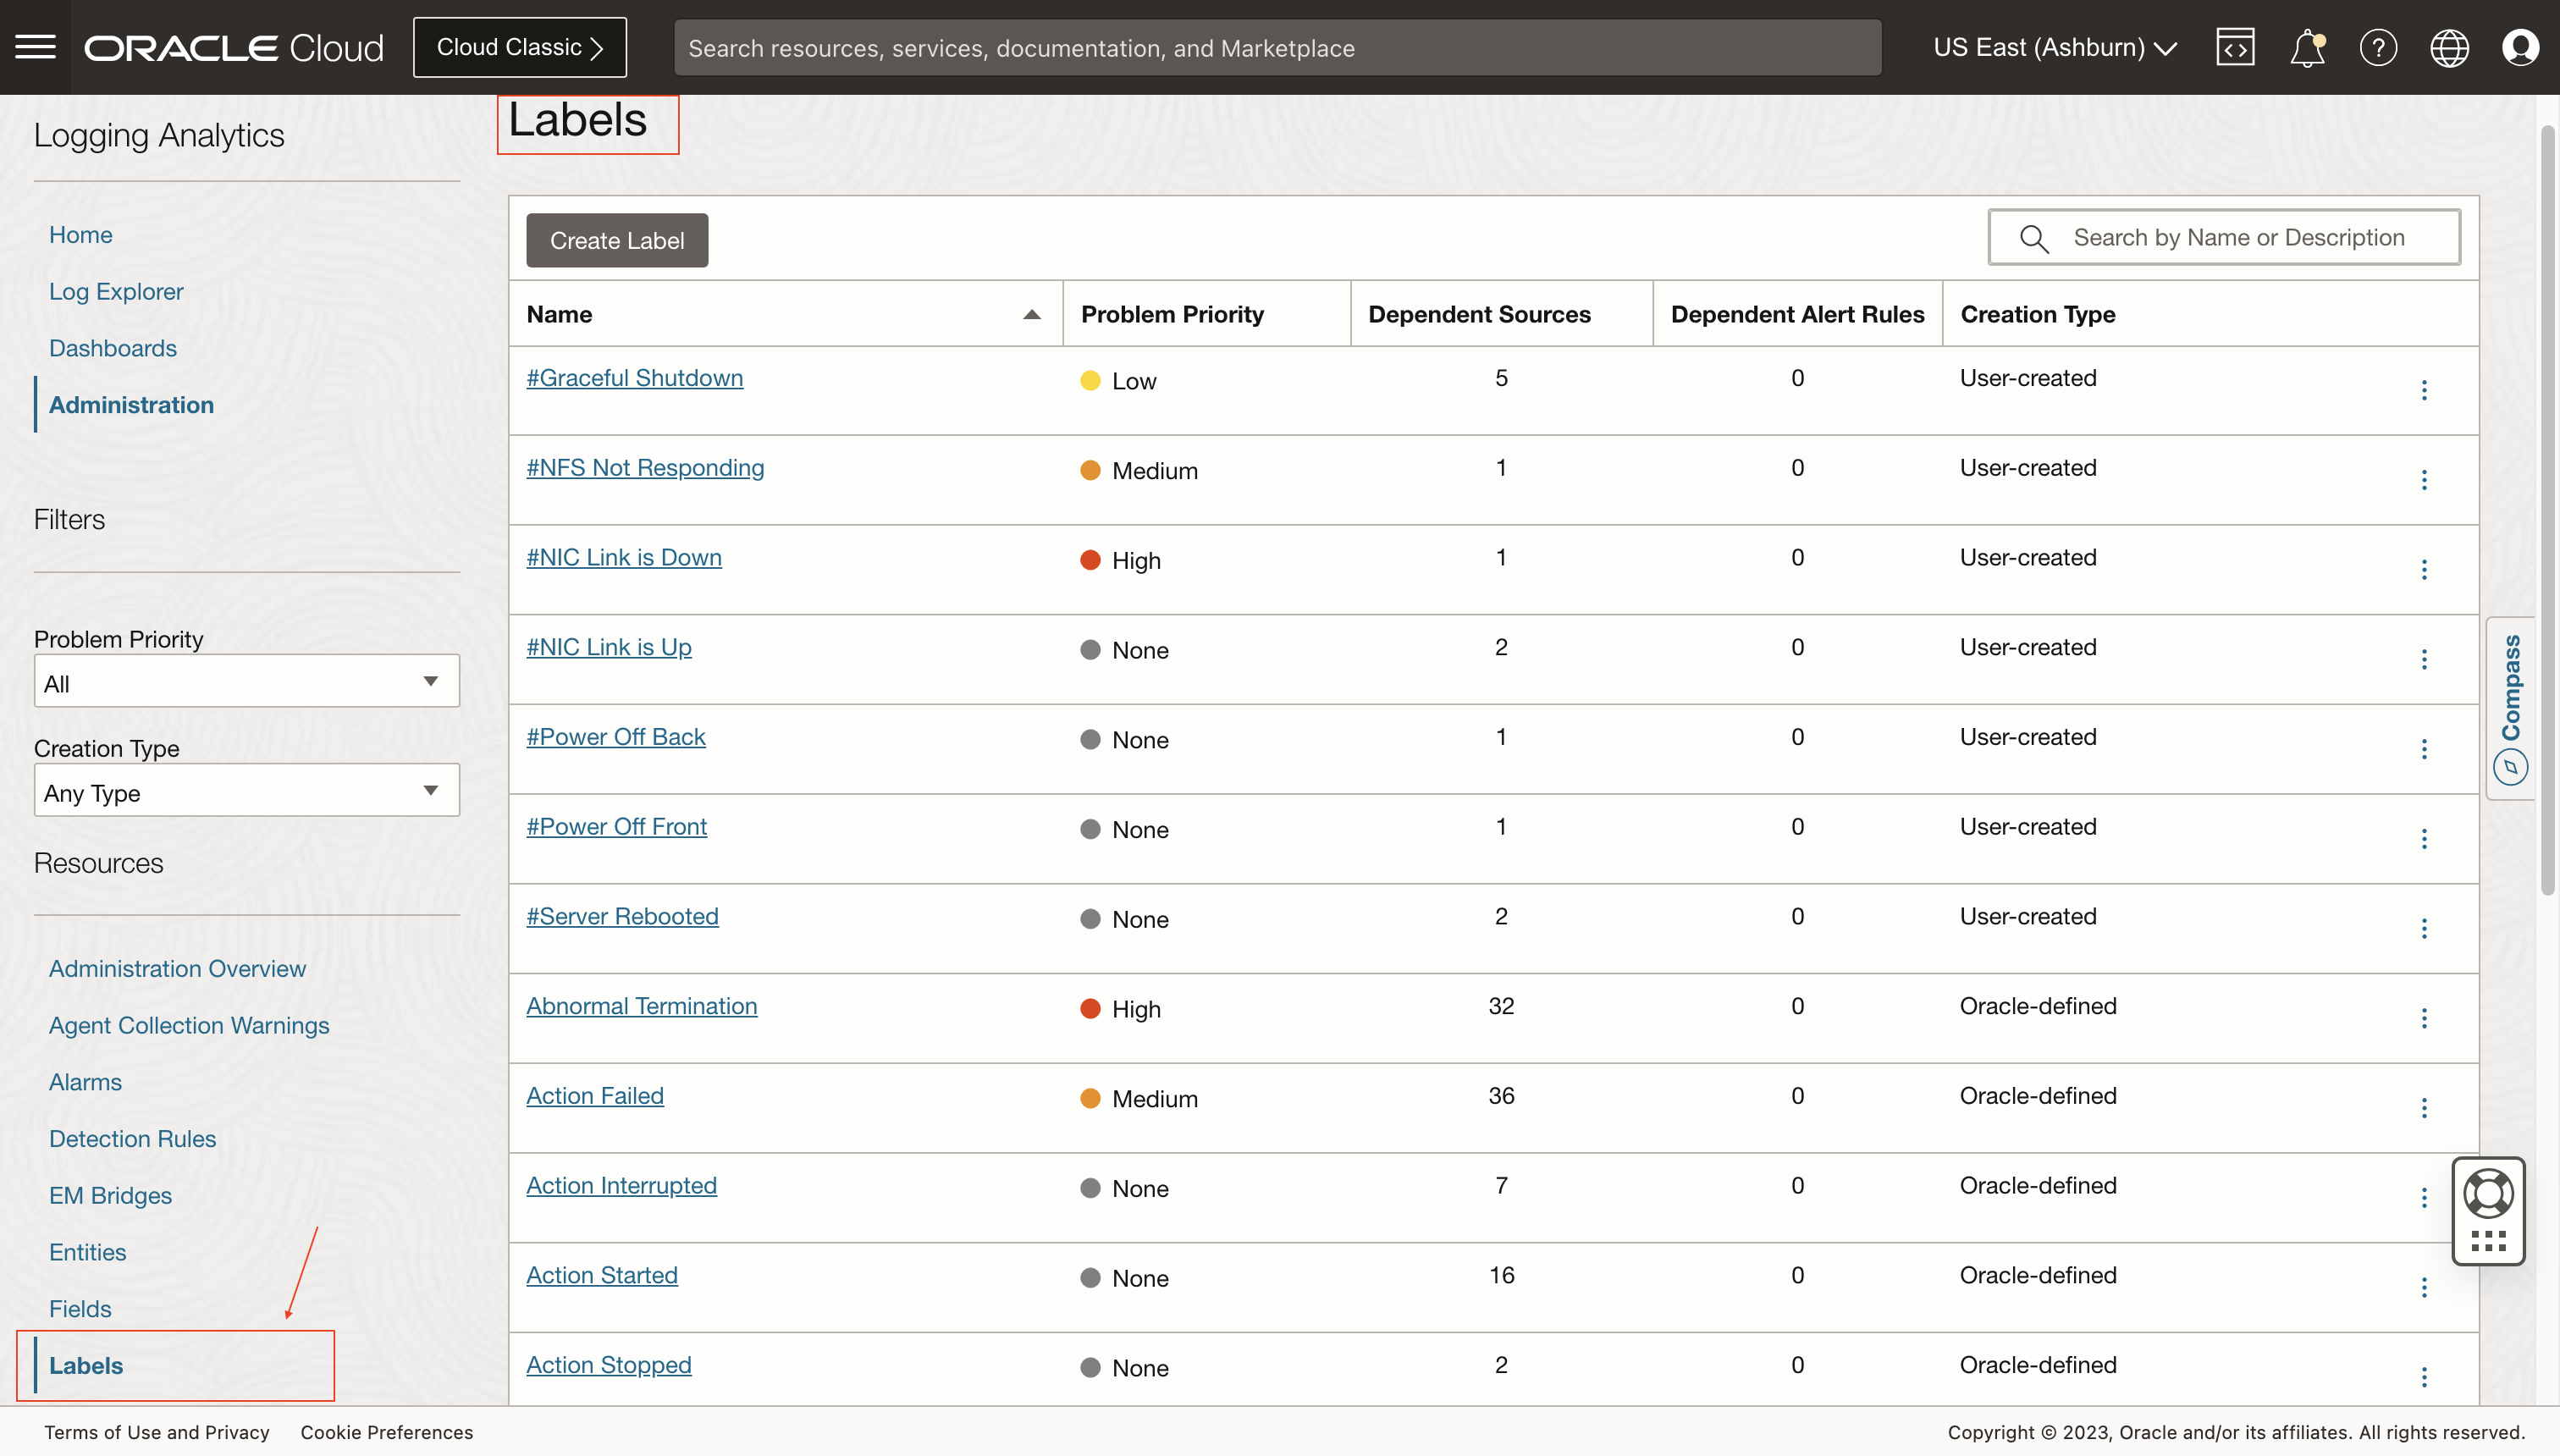 ORACLE Cloud
Cloud Classic
Search resources, services, documentation, and Marketplace
US East (Ashburn)
Logging Analytics
Home
Log Explorer
Dashboards
Administration
Filters
Problem Priority
All
Creation Type
Any Type
Resources
Administration Overview
Agent Collection Warnings
Alarms
Detection Rules
EM Bridges
Entities
Fields
Labels
Labels
Create Label
Search by Name or Description
Name Problem Priority Dependent Sources Dependent Alert Rules Creation Type
#Graceful Shutdown Low 5 0 User-created
#NFS Not Responding Medium 1 0 User-created
#NIC Link is Down High 1 0 User-created
#NIC Link is Up None 2 0 User-created
#Power Off Back None 1 0 User-created
#Power Off Front None 1 0 User-created
#Server Rebooted None 2 0 User-created
Abnormal Termination High 32 0 Oracle-defined
Action Failed Medium 36 0 Oracle-defined
Action Interrupted None 7 0 Oracle-defined
Action Started None 16 0 Oracle-defined
Action Stopped None 2 0 Oracle-defined
Compass
Terms of Use and Privacy Cookie Preferences
Copyright © 2023, Oracle and/or its affiliates. All rights reserved.